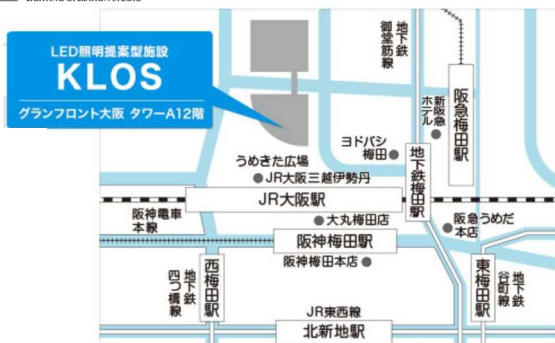 LED照明提案型施設
KLOS
グランフロント大阪 タワーA12階
地下鉄
御堂筋線
新阪急
ホテル
阪急梅田駅
ヨドバシ
梅田
地下鉄梅田駅
うめきた広場
JR大阪三越伊勢丹
JR大阪駅
阪神電車
本線
大丸梅田店
阪急うめだ
本店
阪神梅田駅
阪神梅田本店
西梅田駅
地下鉄
四つ橋線
東梅田駅
地下鉄
谷町線
JR東西線
北新地駅